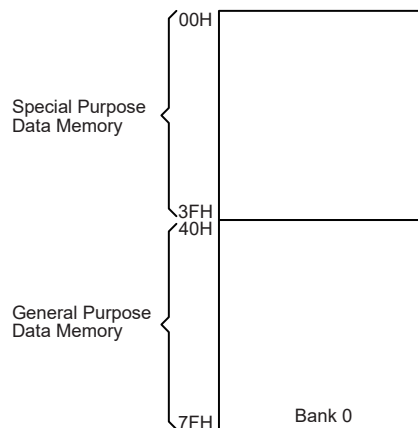 00H
Special Purpose
Data Memory
3FH
40H
General Purpose
Data Memory
7FH
Bank 0